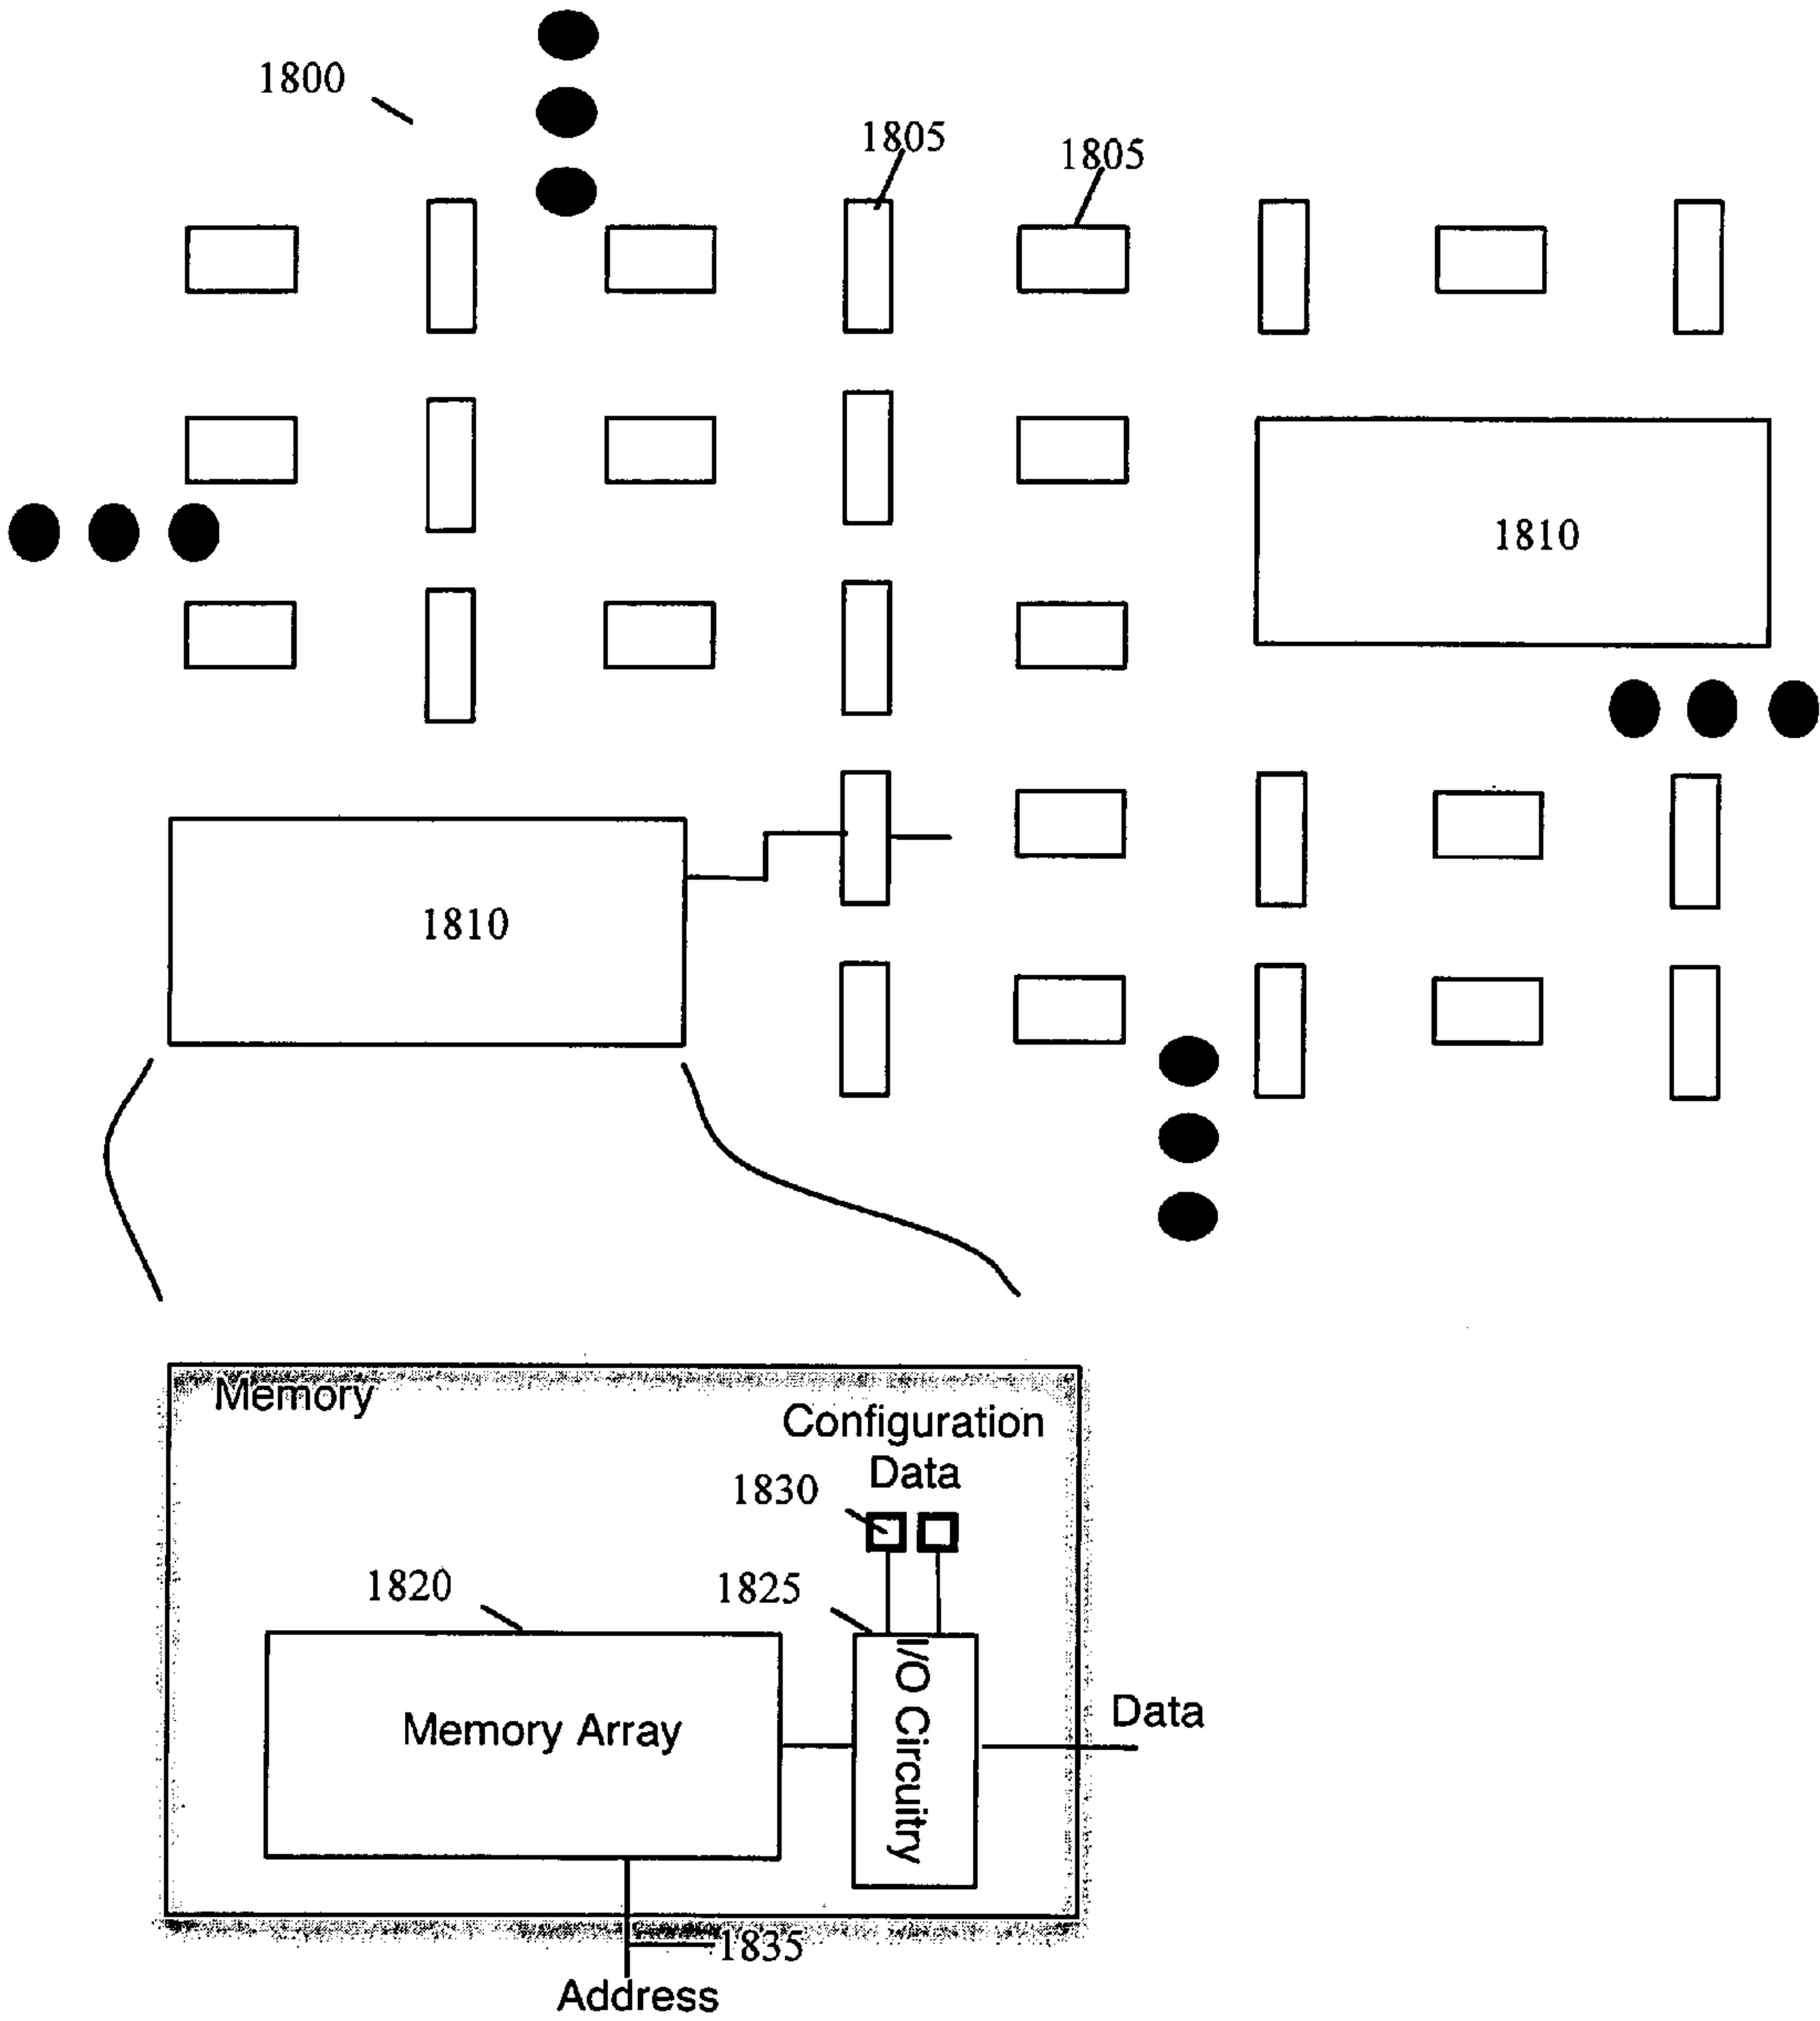 1800
1805
1805
1810
1810
Memory
Configuration
Data
1830
1820
1825
Memory Array
I/O Circuitry
Data
1835
Address